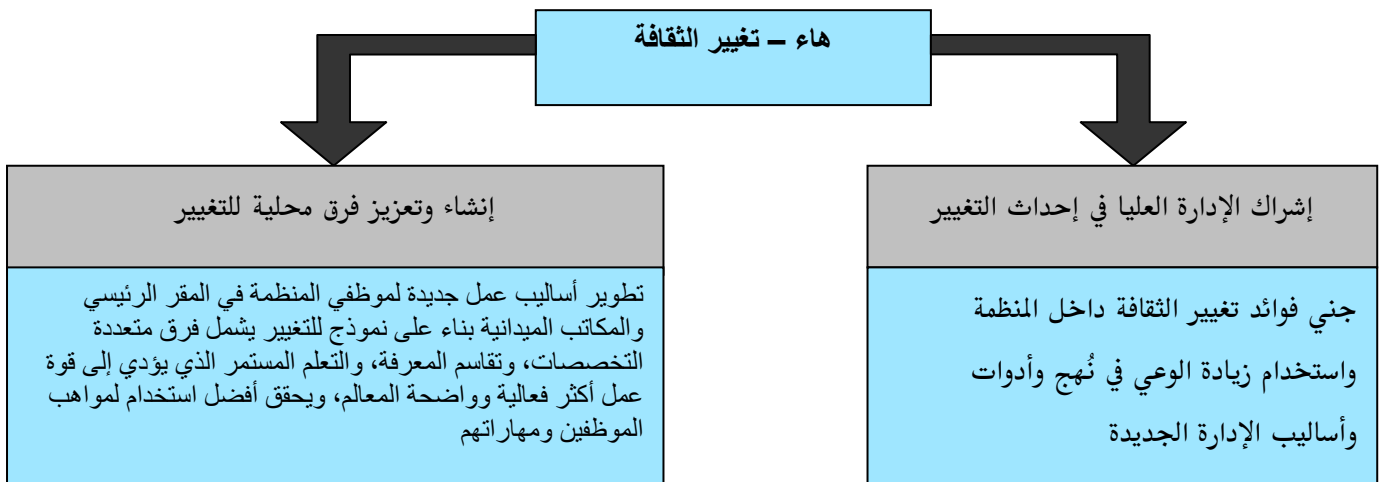 هاء – تغيير الثقافة
إشراك الإدارة العليا في إحداث التغيير
جني فوائد تغيير الثقافة داخل المنظمة
واستخدام زيادة الوعي في نُهج وأدوات
وأساليب الإدارة الجديدة
إنشاء وتعزيز فرق محلية للتغيير
تطوير أساليب عمل جديدة لموظفي المنظمة في المقر الرئيسي
والمكاتب الميدانية بناء على نموذج للتغيير يشمل فرق متعددة
التخصصات، وتقاسم المعرفة، والتعلم المستمر الذي يؤدي إلى قوة
عمل أكثر فعالية وواضحة المعالم، ويحقق أفضل استخدام لمواهب
الموظفين ومهاراتهم